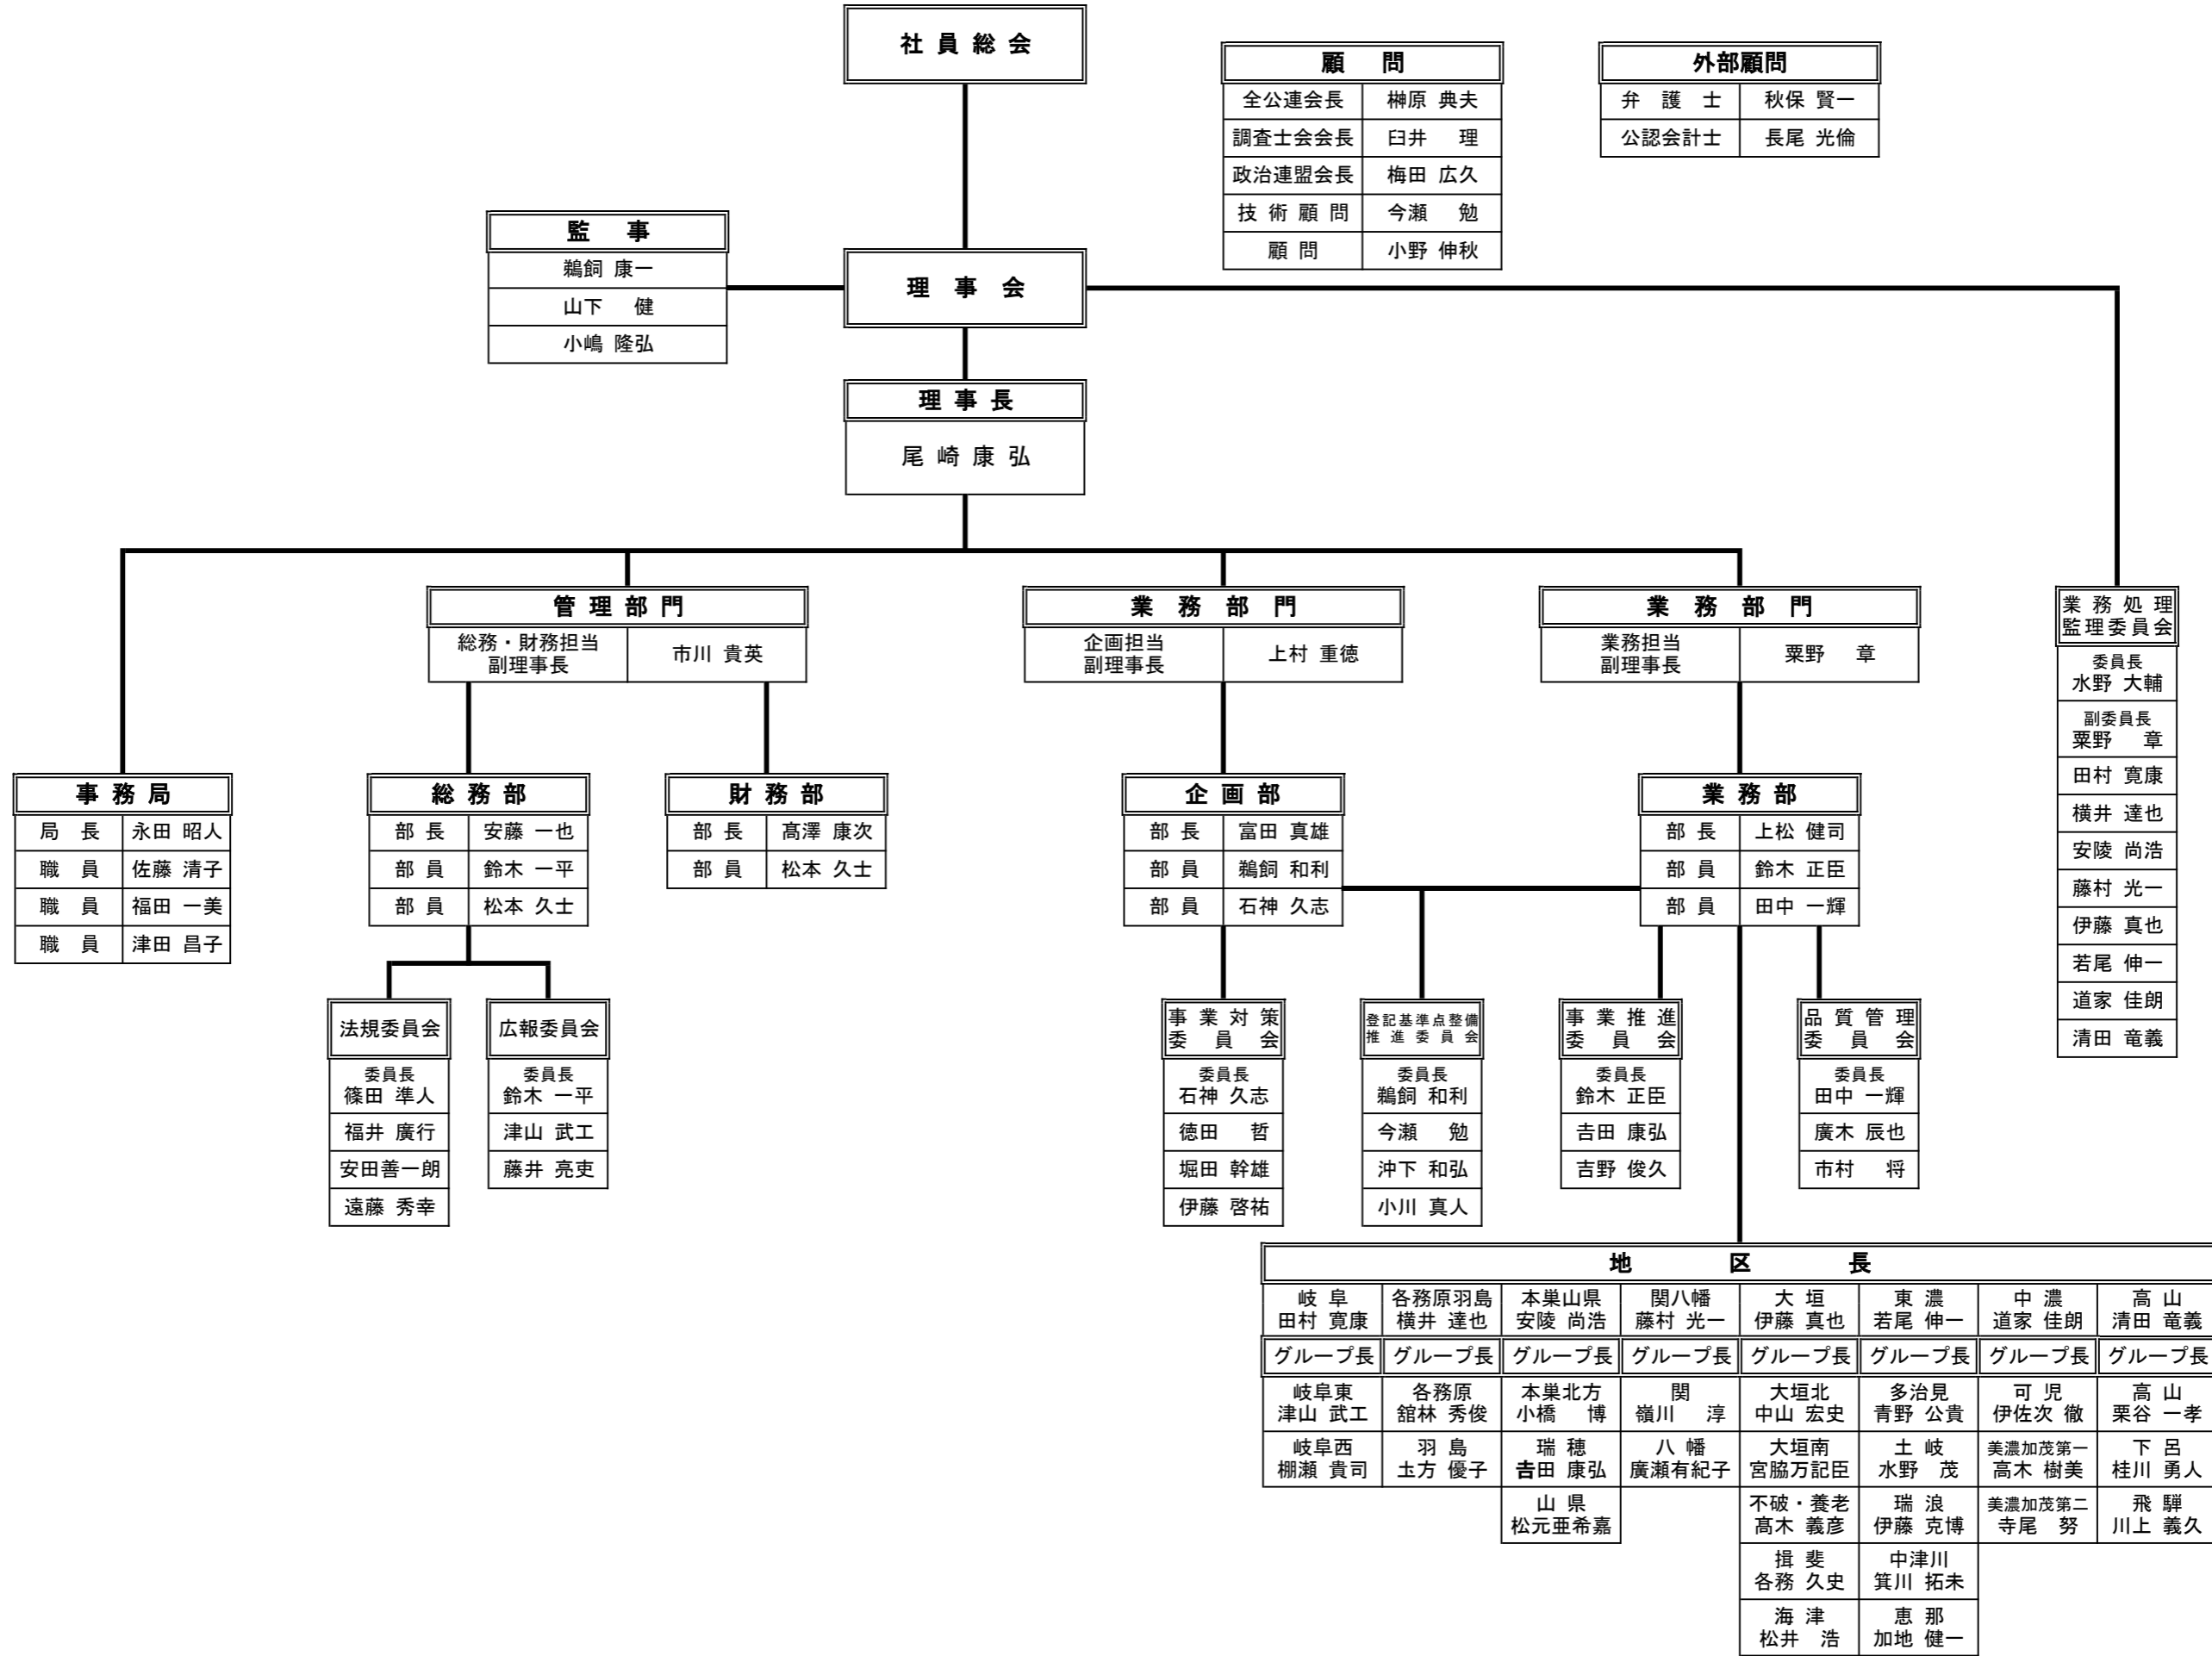 社員総会
顧 問
全公連会長 榊原 典夫
調査士会会長 臼井 理
政治連盟会長 梅田 広久
技術顧問 今瀬 勉
顧問 小野 伸秋
外部顧問
弁護士 秋保 賢一
公認会計士 長尾 光倫
監 事
鵜飼 康一
山下 健
小嶋 隆弘
理事会
理事長
尾崎康弘
管理部門
総務・財務担当
副理事長
市川 貴英
業務部門
企画担当
副理事長
上村 重徳
業務部門
業務担当
副理事長
粟野 章
業務処理
監理委員会
委員長
水野 大輔
副委員長
粟野 章
田村 寛康
横井 達也
安陵 尚浩
藤村 光一
伊藤 真也
若尾 伸一
道家 佳朗
清田 竜義
事務局
局長 永田 昭人
職員 佐藤 清子
職員 福田 一美
職員 津田 昌子
総務部
部長 安藤 一也
部員 鈴木 一平
部員 松本 久士
財務部
部長 髙澤 康次
部員 松本 久士
企画部
部長 富田 真雄
部員 鵜飼 和利
部員 石神 久志
業務部
部長 上松 健司
部員 鈴木 正臣
部員 田中 一輝
法規委員会
委員長
篠田 準人
福井 廣行
安田善一朗
遠藤 秀幸
広報委員会
委員長
鈴木 一平
津山 武工
藤井 亮吏
事業対策
委員会
委員長
石神 久志
徳田 哲
堀田 幹雄
伊藤 啓祐
登記基準点整備
推進委員会
委員長
鵜飼 和利
今瀬 勉
沖下 和弘
小川 真人
事業推進
委員会
委員長
鈴木 正臣
𠮷田 康弘
吉野 俊久
品質管理
委員会
委員長
田中 一輝
廣木 辰也
市村 将
地区長
岐阜 各務原羽島 本巣山県 関八幡 大垣 東濃 中濃 高山
田村 寛康 横井 達也 安陵 尚浩 藤村 光一 伊藤 真也 若尾 伸一 道家 佳朗 清田 竜義
グループ長 グループ長 グループ長 グループ長 グループ長 グループ長 グループ長 グループ長
岐阜東 各務原 本巣北方 関 大垣北 多治見 可児 高山
津山 武工 舘林 秀俊 小橋 博 嶺川 淳 中山 宏史 青野 公貴 伊佐次 徹 栗谷 一孝
岐阜西 羽島 瑞穂 八幡 大垣南 土岐 美濃加茂第一 下呂
棚瀬 貴司 圡方 優子 𠮷田 康弘 廣瀬有紀子 宮脇万記臣 水野 茂 高木 樹美 桂川 勇人
山県 不破・養老 瑞浪 美濃加茂第二 飛騨
松元亜希嘉 髙木 義彦 伊藤 克博 寺尾 努 川上 義久
揖斐 中津川
各務 久史 箕川 拓未
海津 恵那
松井 浩 加地 健一